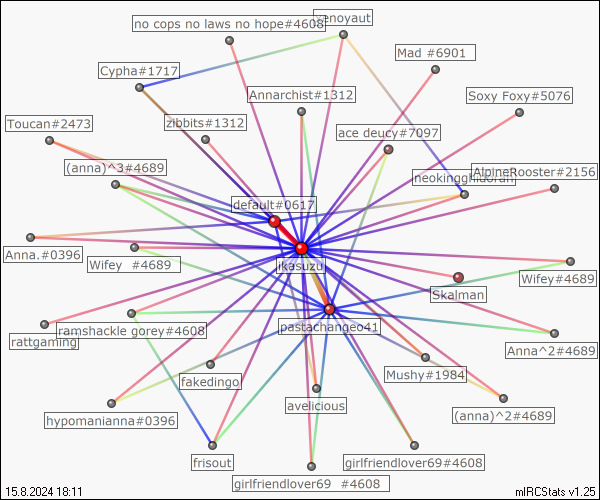 no cops no laws no hope#4608
xenoyaut
Mad #6901
Cypha#1717
Annarchist#1312
Soxy Foxy#5076
Toucan#2473
zibbits#1312
ace deucy#7097
(anna)^3#4689
neokingghidorah
AlpineRooster#2156
default#0617
Anna.#0396
Wifey  #4689
ikasuzu
Skalman
Wifey#4689
ramshackle gorey#4608
pastachangeo41
rattgaming
Anna^2#4689
fakedingo
Mushy#1984
hypomanianna#0396
avelicious
(anna)^2#4689
frisout
girlfriendlover69#4608
girlfriendlover69  #4608
15.8.2024 18:11
mIRCStats v1.25